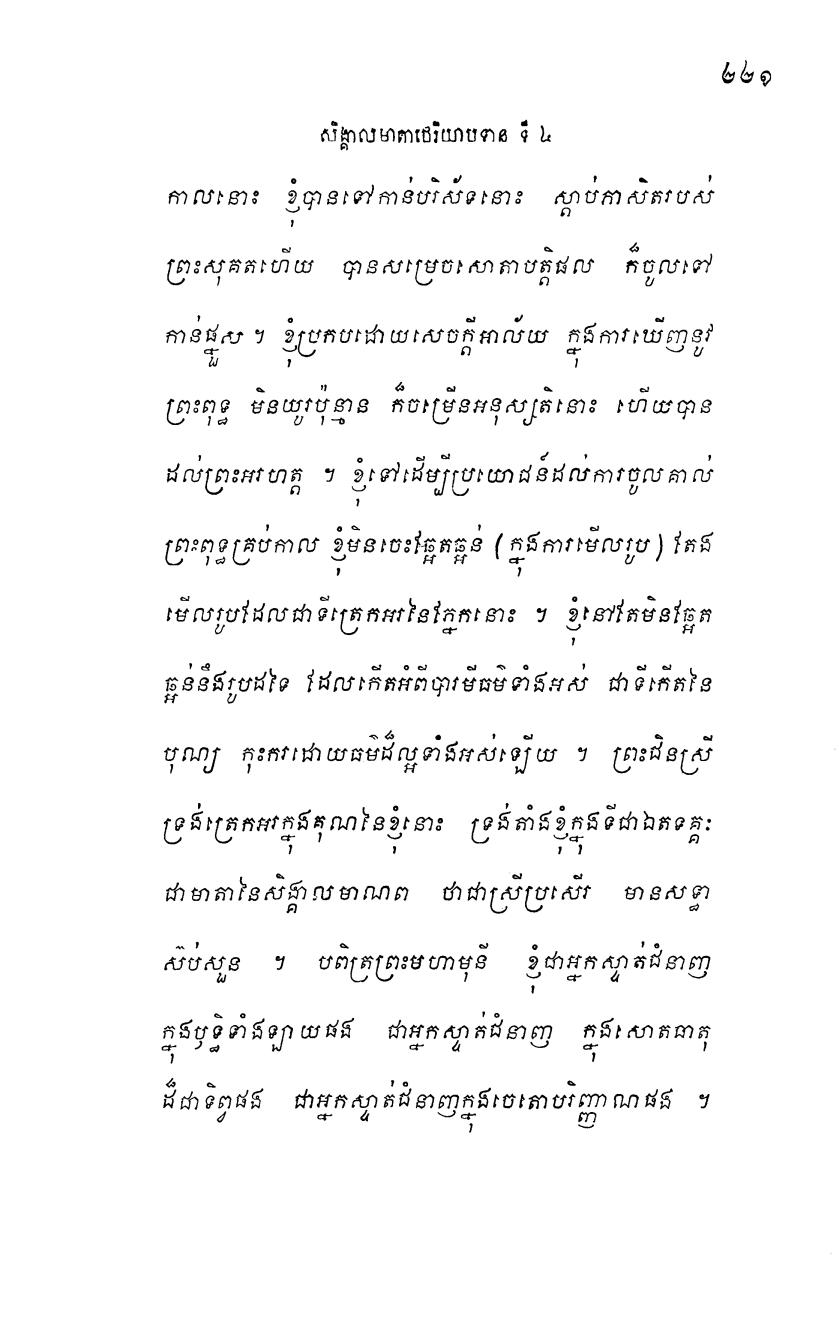 ២២១
សិង្គាលមាតាថេរិយាបទាន ទី ៤
កាលនោះ ខ្ញុំបានទៅកាន់បរិស័ទនោះ ស្តាប់ភាសិតរបស់
ព្រះសុគតហើយ បានសម្រេចសោតាបត្តិផល ក៏ចូលទៅ
កាន់ផ្នួស ។ ខ្ញុំប្រកបដោយសេចក្តីអាល័យ ក្នុងការឃើញនូវ
ព្រះពុទ្ធ មិនយូរប៉ុន្មាន ក៏ចម្រើនអនុស្សតិនោះ ហើយបាន
ដល់ព្រះអរហត្ត ។ ខ្ញុំទៅដើម្បីប្រយោជន៍ដល់ការចូលគាល់
ព្រះពុទ្ធគ្រប់កាល ខ្ញុំមិនចេះឆ្អែតឆ្អន់ (ក្នុងការមើលរូប) តែង
មើលរូបដែលជាទីត្រេកអរនៃភ្នែកនោះ ។ ខ្ញុំនៅតែមិនឆ្អែត
ឆ្អន់នឹងរូបដទៃ ដែលកើតអំពីបារមីធម៌ទាំងអស់ ជាទីកើតនៃ
បុណ្យ កុះករដោយធម៌ដ៏ល្អទាំងអស់ឡើយ ។ ព្រះជិនស្រី
ទ្រង់ត្រេកអរក្នុងគុណនៃខ្ញុំនោះ ទ្រង់តាំងខ្ញុំក្នុងទីជាឯតទគ្គៈ
ជាមាតានៃសិង្គាលមាណព ថាជាស្រីប្រសើរ មានសទ្ធា
ស៊ប់សួន ។ បពិត្រព្រះមហាមុនី ខ្ញុំជាអ្នកស្ទាត់ជំនាញ
ក្នុងឫទ្ធិទាំងឡាយផង ជាអ្នកស្ទាត់ជំនាញ ក្នុងសោតធាតុ
ដ៏ជាទិព្វផង ជាអ្នកស្ទាត់ជំនាញក្នុងចេតោបរិញ្ញាណផង ។